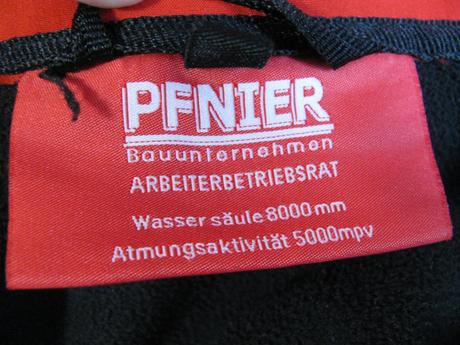 PFNIER
Bauunternehmen
ARBEITERBETRIEBSRAT
Wasser säule 8000mm
Atmungsaktivität 5000mpv